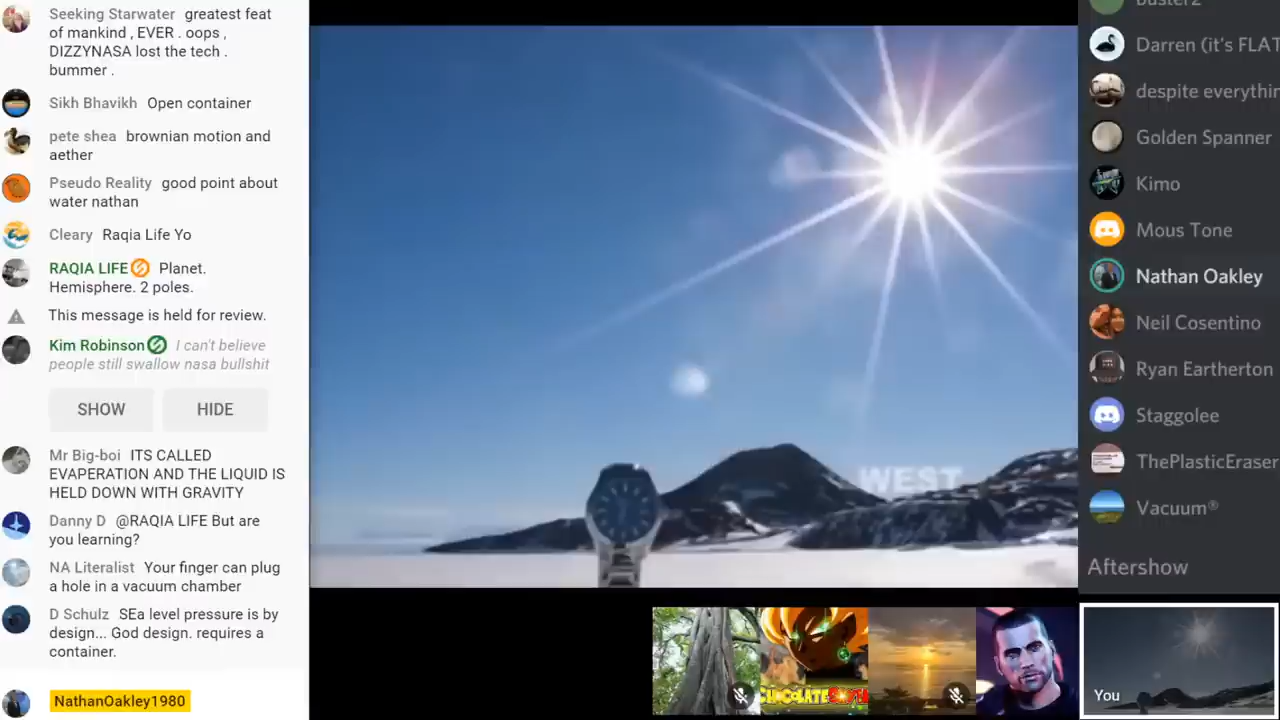 Seeking Starwater greatest feat
of mankind , EVER . oops ,
DIZZYNASA lost the tech .
bummer .
Sikh Bhavikh Open container
pete shea brownian motion and
aether
Pseudo Reality good point about
water nathan
Cleary Raqia Life Yo
RAQIA LIFE Planet.
Hemisphere. 2 poles.
This message is held for review.
Kim Robinson I can't believe
people still swallow nasa bullshit
SHOW HIDE
Mr Big-boi ITS CALLED
EVAPERATION AND THE LIQUID IS
HELD DOWN WITH GRAVITY
Danny D @RAQIA LIFE But are
you learning?
NA Literalist Your finger can plug
a hole in a vacuum chamber
D Schulz SEa level pressure is by
design... God design. requires a
container.
NathanOakley1980
WEST
You
Buster2
Darren (it's FLAT
despite everythin
Golden Spanner
Kimo
Mous Tone
Nathan Oakley
Neil Cosentino
Ryan Eartherton
Staggolee
ThePlasticEraser
Vacuum®
Aftershow